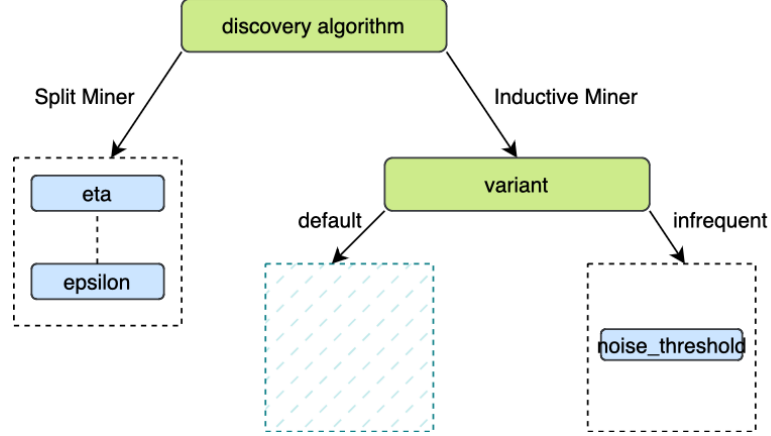 discovery algorithm
Split Miner
Inductive Miner
eta
variant
default
infrequent
epsilon
noise_threshold